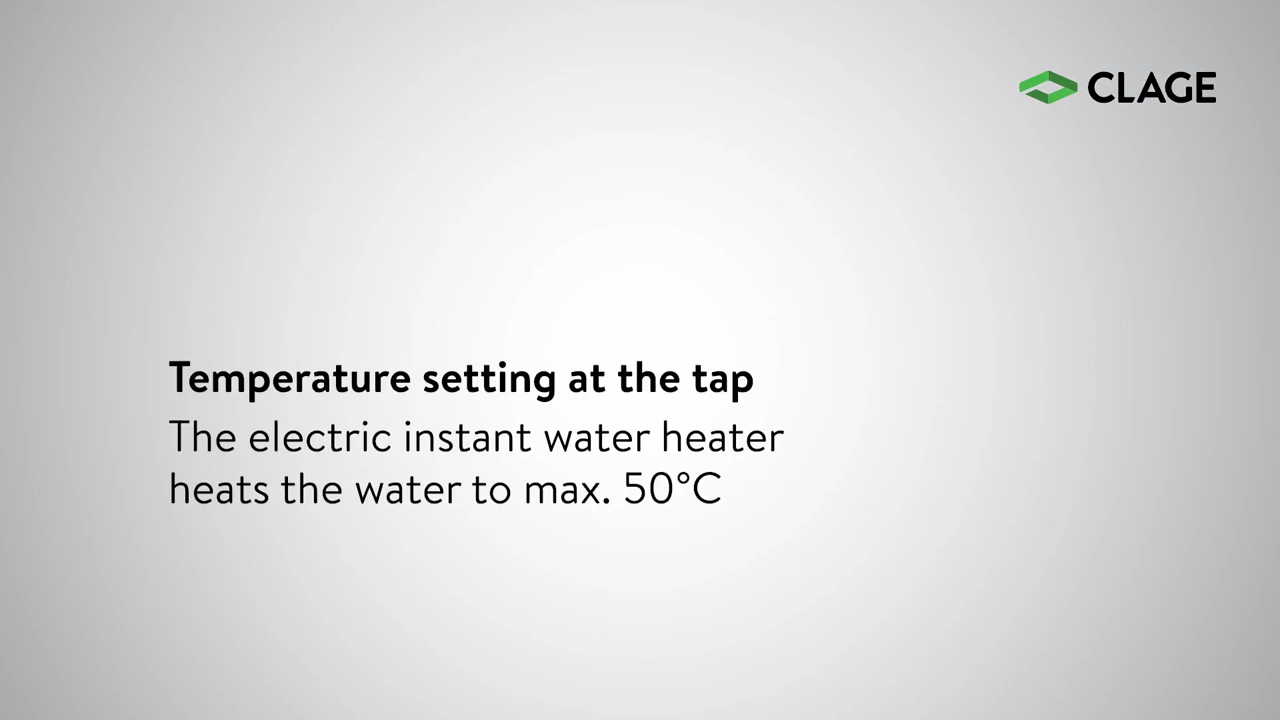 CLAGE
Temperature setting at the tap
The electric instant water heater
heats the water to max. 50°C